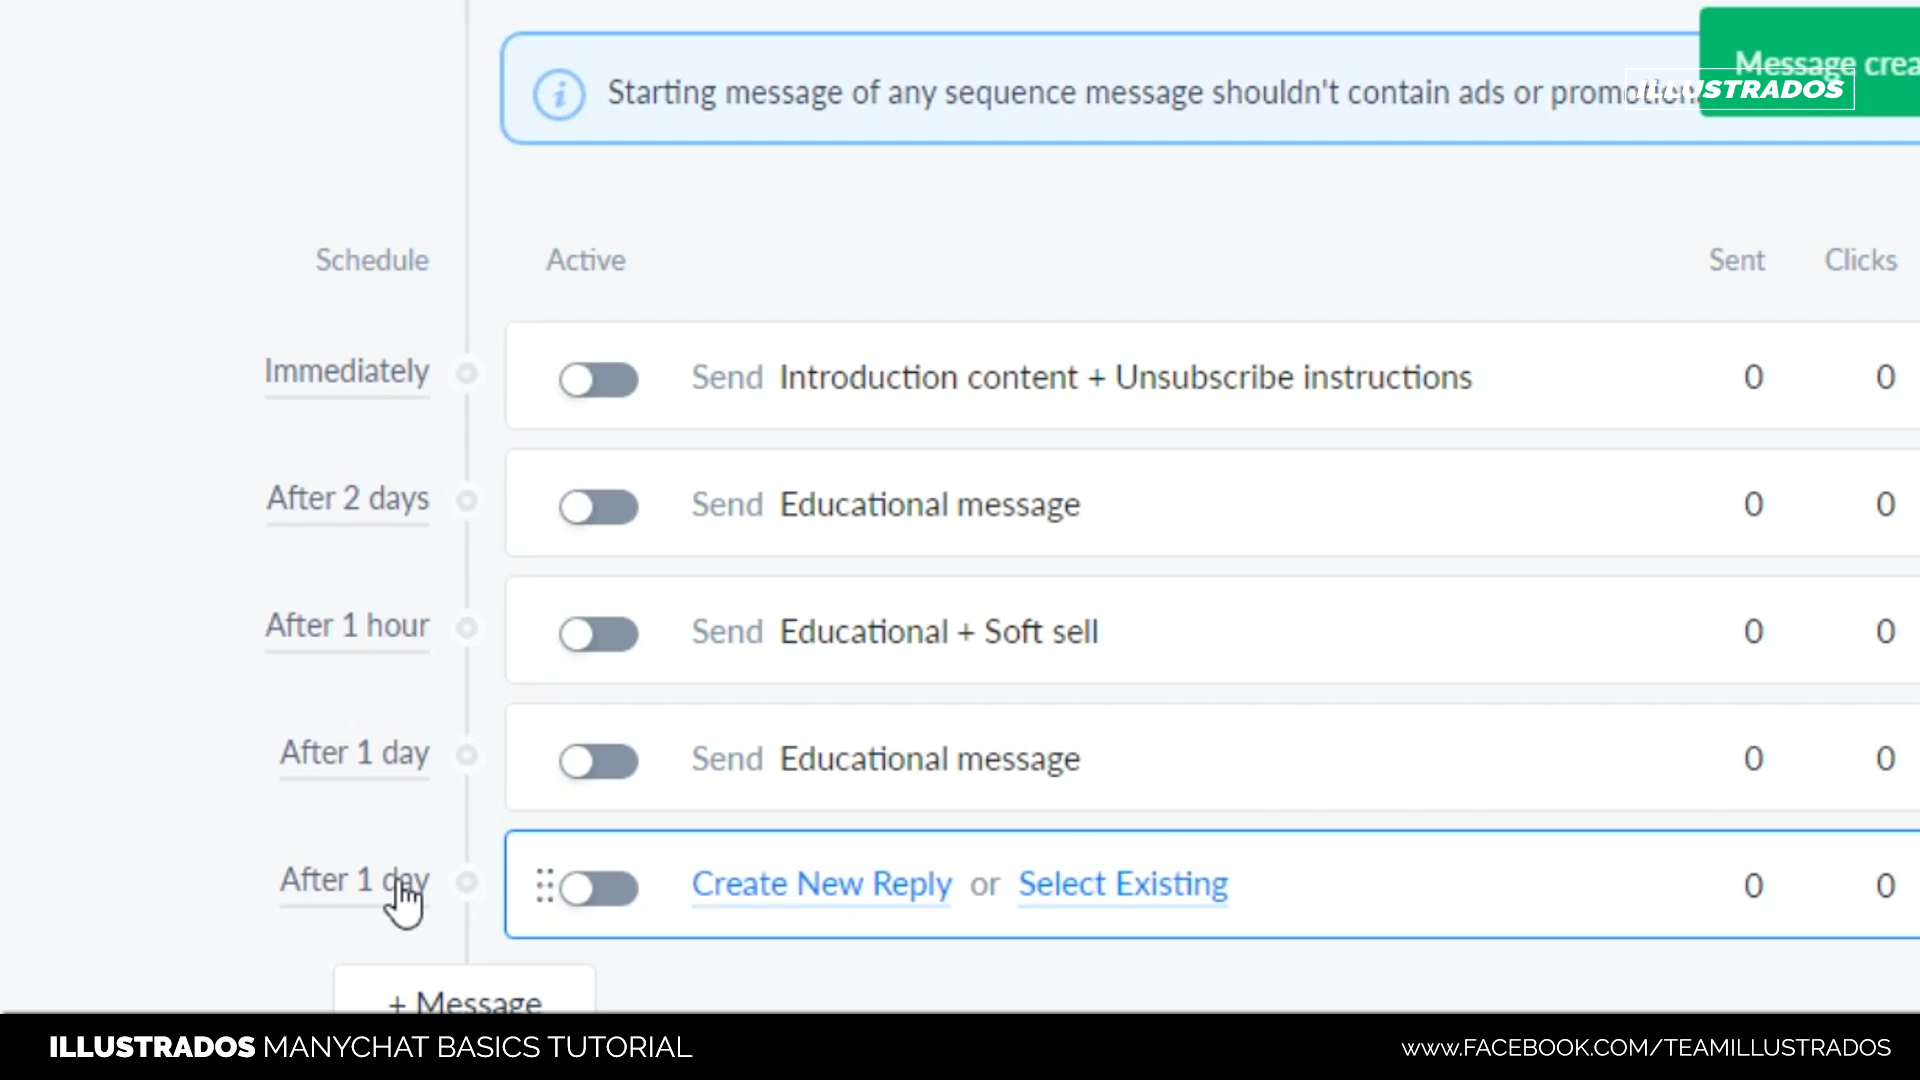 Message crea
ILLUSTRADOS
Starting message of any sequence message shouldn't contain ads or promotion
Schedule Active Sent Clicks
Immediately Send Introduction content + Unsubscribe instructions 0 0
After 2 days Send Educational message 0 0
After 1 hour Send Educational + Soft sell 0 0
After 1 day Send Educational message 0 0
After 1 day Create New Reply or Select Existing 0 0
+ Message
ILLUSTRADOS MANYCHAT BASICS TUTORIAL
WWW.FACEBOOK.COM/TEAMILLUSTRADOS